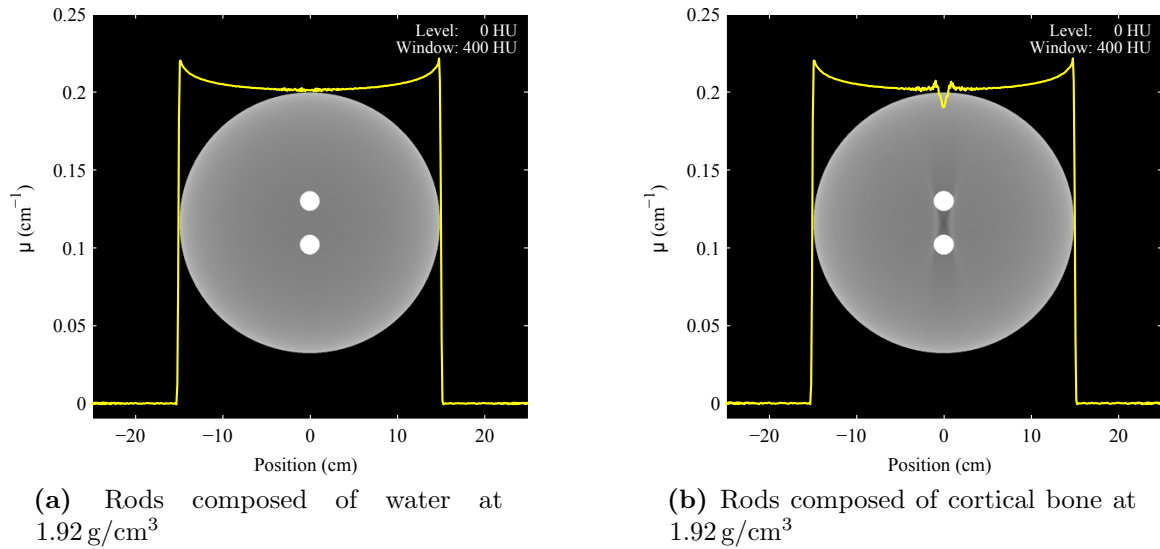 0.25
0.2
0.15
0.1
0.05
0
μ (cm⁻¹)
Level: 0 HU
Window: 400 HU
−20 −10 0 10 20
Position (cm)
(a) Rods composed of water at
1.92 g/cm³
0.25
0.2
0.15
0.1
0.05
0
μ (cm⁻¹)
Level: 0 HU
Window: 400 HU
−20 −10 0 10 20
Position (cm)
(b) Rods composed of cortical bone at
1.92 g/cm³